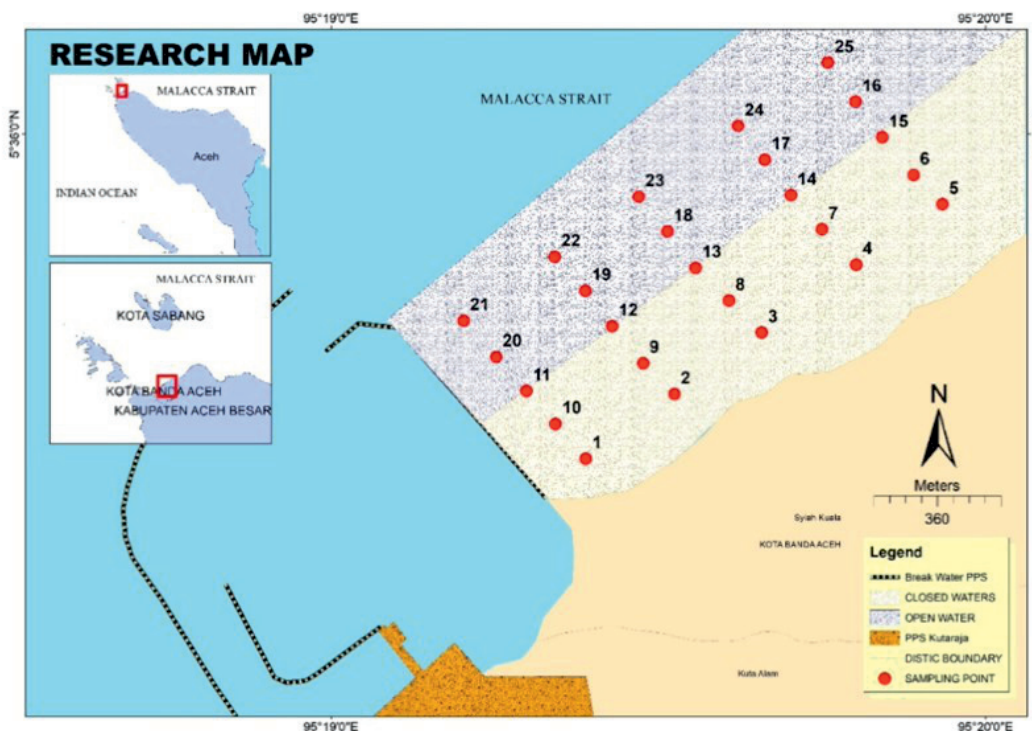 95°19'0"E
95°20'0"E
RESEARCH MAP
MALACCA STRAIT
Aceh
INDIAN OCEAN
MALACCA STRAIT
KOTA SABANG
KOTA BANDA ACEH
KABUPATEN ACEH BESAR
5°36'0"N
5°36'0"N
MALACCA STRAIT
25
16
24
15
17
6
23
14
5
18
7
22
13
4
19
8
21
12
3
20
9
11
2
10
1
N
Meters
360
Syiah Kuala
KOTA BANDA ACEH
Kuta Alam
Legend
Break Water PPS
CLOSED WATERS
OPEN WATER
PPS Kutaraja
DISTIC BOUNDARY
SAMPLING POINT
95°19'0"E
95°20'0"E